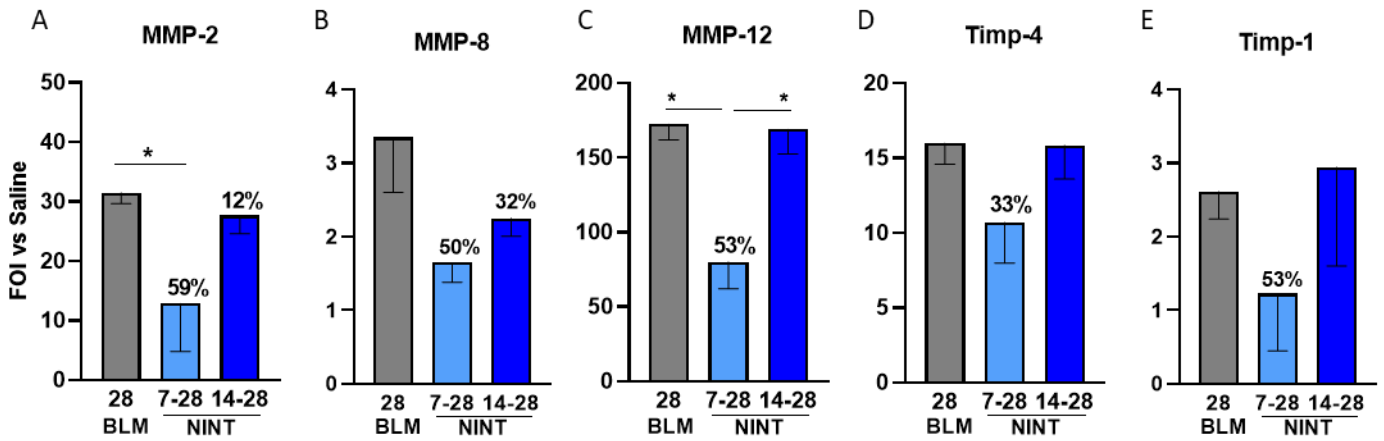 A
MMP-2
FOI vs Saline
50
40
30
20
10
0
*
59%
12%
28
7-28
14-28
BLM
NINT
B
MMP-8
4
3
2
1
0
50%
32%
28
7-28
14-28
BLM
NINT
C
MMP-12
200
150
100
50
0
*
*
53%
28
7-28
14-28
BLM
NINT
D
Timp-4
20
15
10
5
0
33%
28
7-28
14-28
BLM
NINT
E
Timp-1
4
3
2
1
0
53%
28
7-28
14-28
BLM
NINT